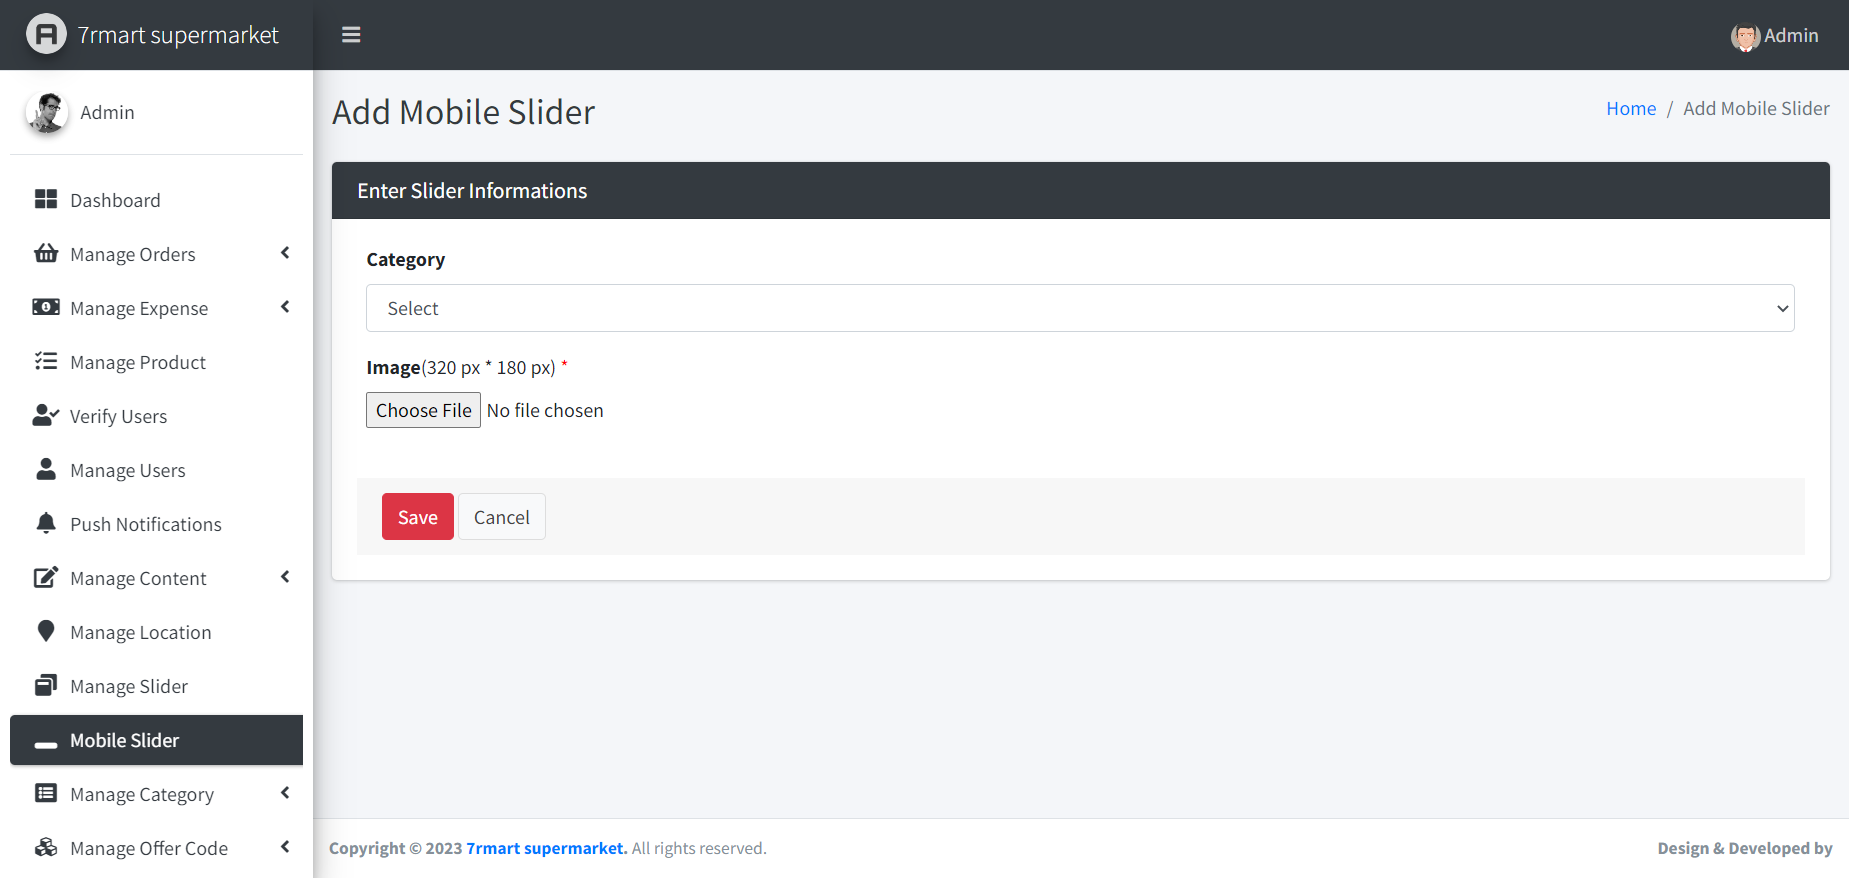 7rmart supermarket
Admin
Admin
Dashboard
Manage Orders
Manage Expense
Manage Product
Verify Users
Manage Users
Push Notifications
Manage Content
Manage Location
Manage Slider
Mobile Slider
Manage Category
Manage Offer Code
Add Mobile Slider
Home / Add Mobile Slider
Enter Slider Informations
Category
Select
Image(320 px * 180 px) *
Choose File No file chosen
Save Cancel
Copyright © 2023 7rmart supermarket. All rights reserved.
Design & Developed by